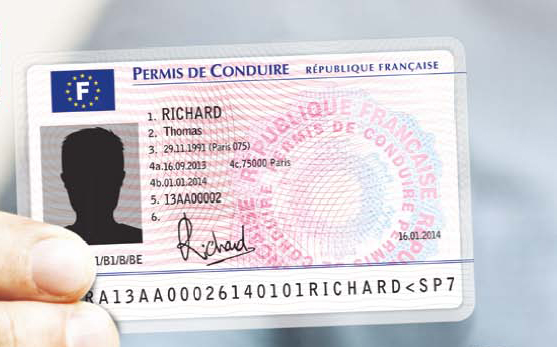 F
PERMIS DE CONDUIRE RÉPUBLIQUE FRANÇAISE
1. RICHARD
2. Thomas
3. 29.11.1991 (Paris 075)
4a.16.09.2013 4c.75000 Paris
4b.01.01.2014
5. 13AA00002
6.
Richard
16.01.2014
RÉPUBLIQUE FRANÇAISE
PERMIS DE CONDUIRE
1/B1/B/BE
RA13AA00026140101RICHARD<SP7